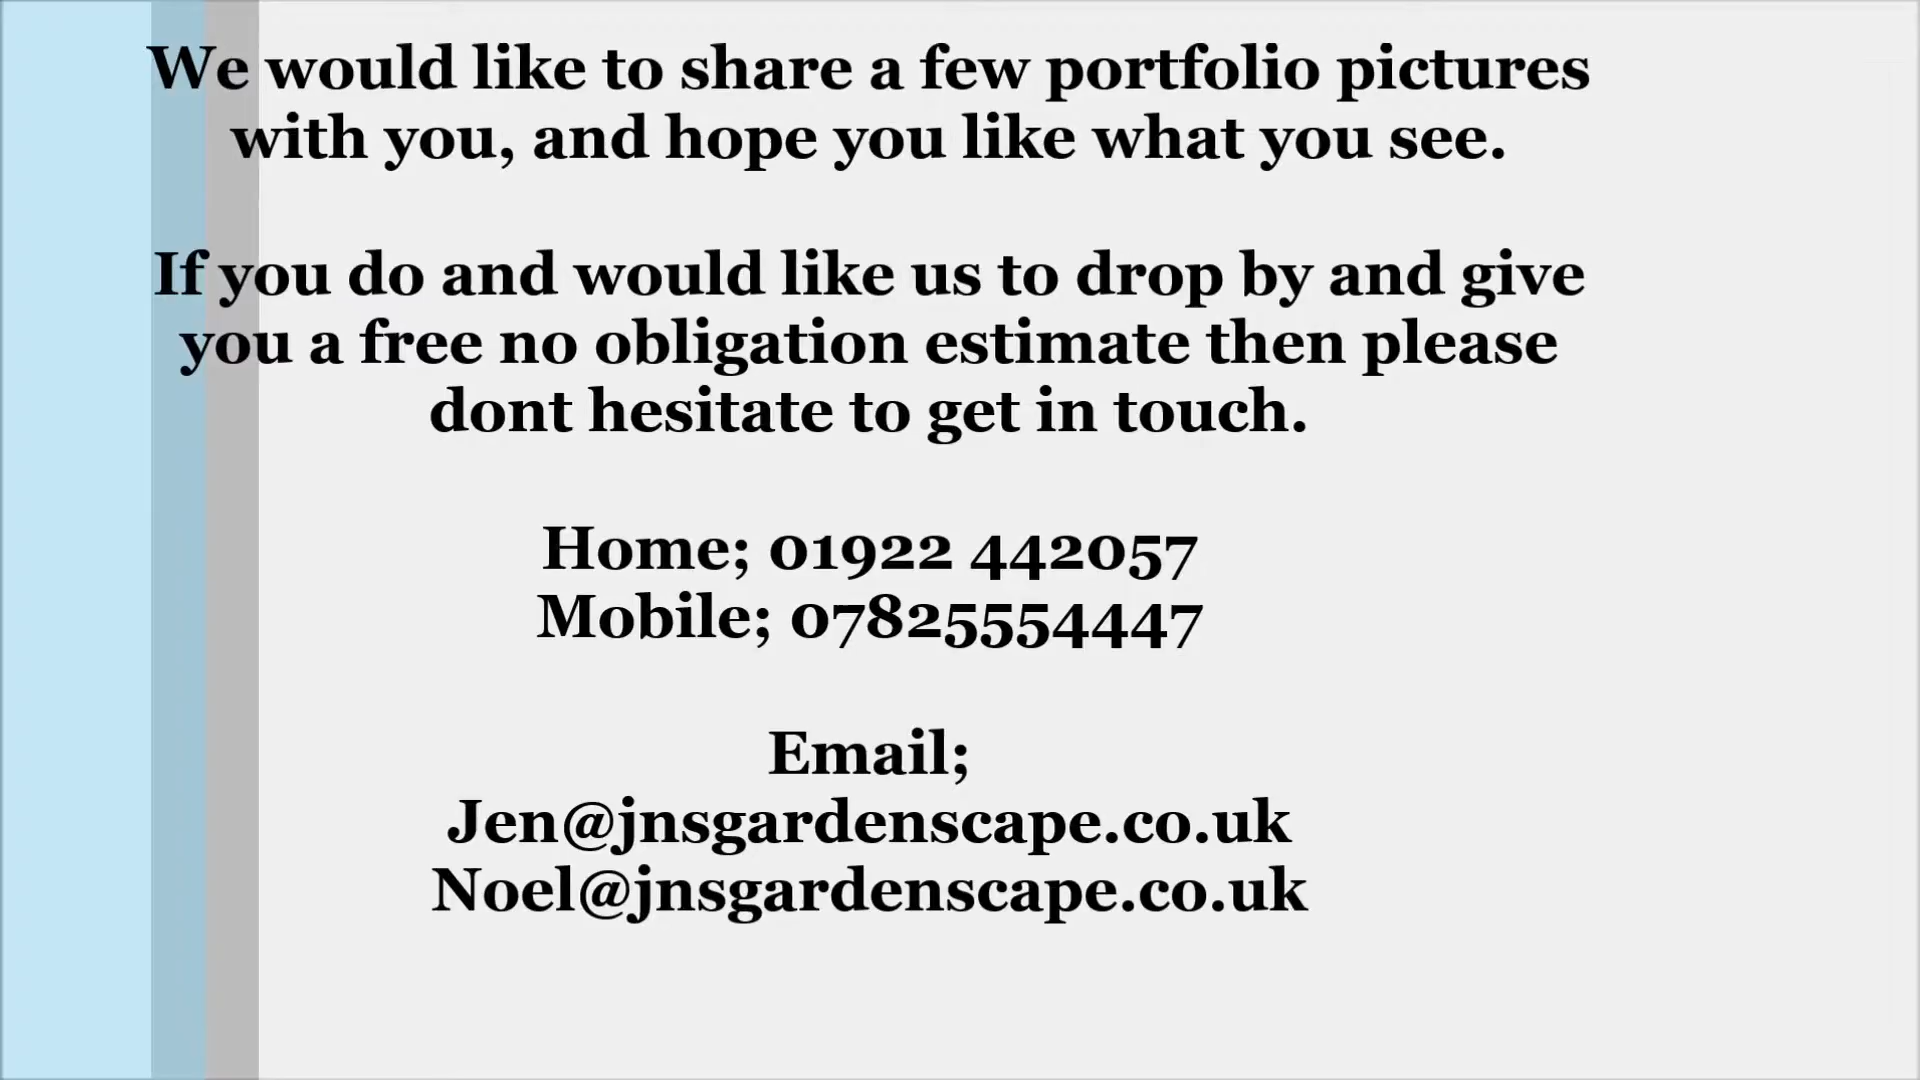 We would like to share a few portfolio pictures
with you, and hope you like what you see.
If you do and would like us to drop by and give
you a free no obligation estimate then please
dont hesitate to get in touch.
Home; 01922 442057
Mobile; 07825554447
Email;
Jen@jnsgardenscape.co.uk
Noel@jnsgardenscape.co.uk